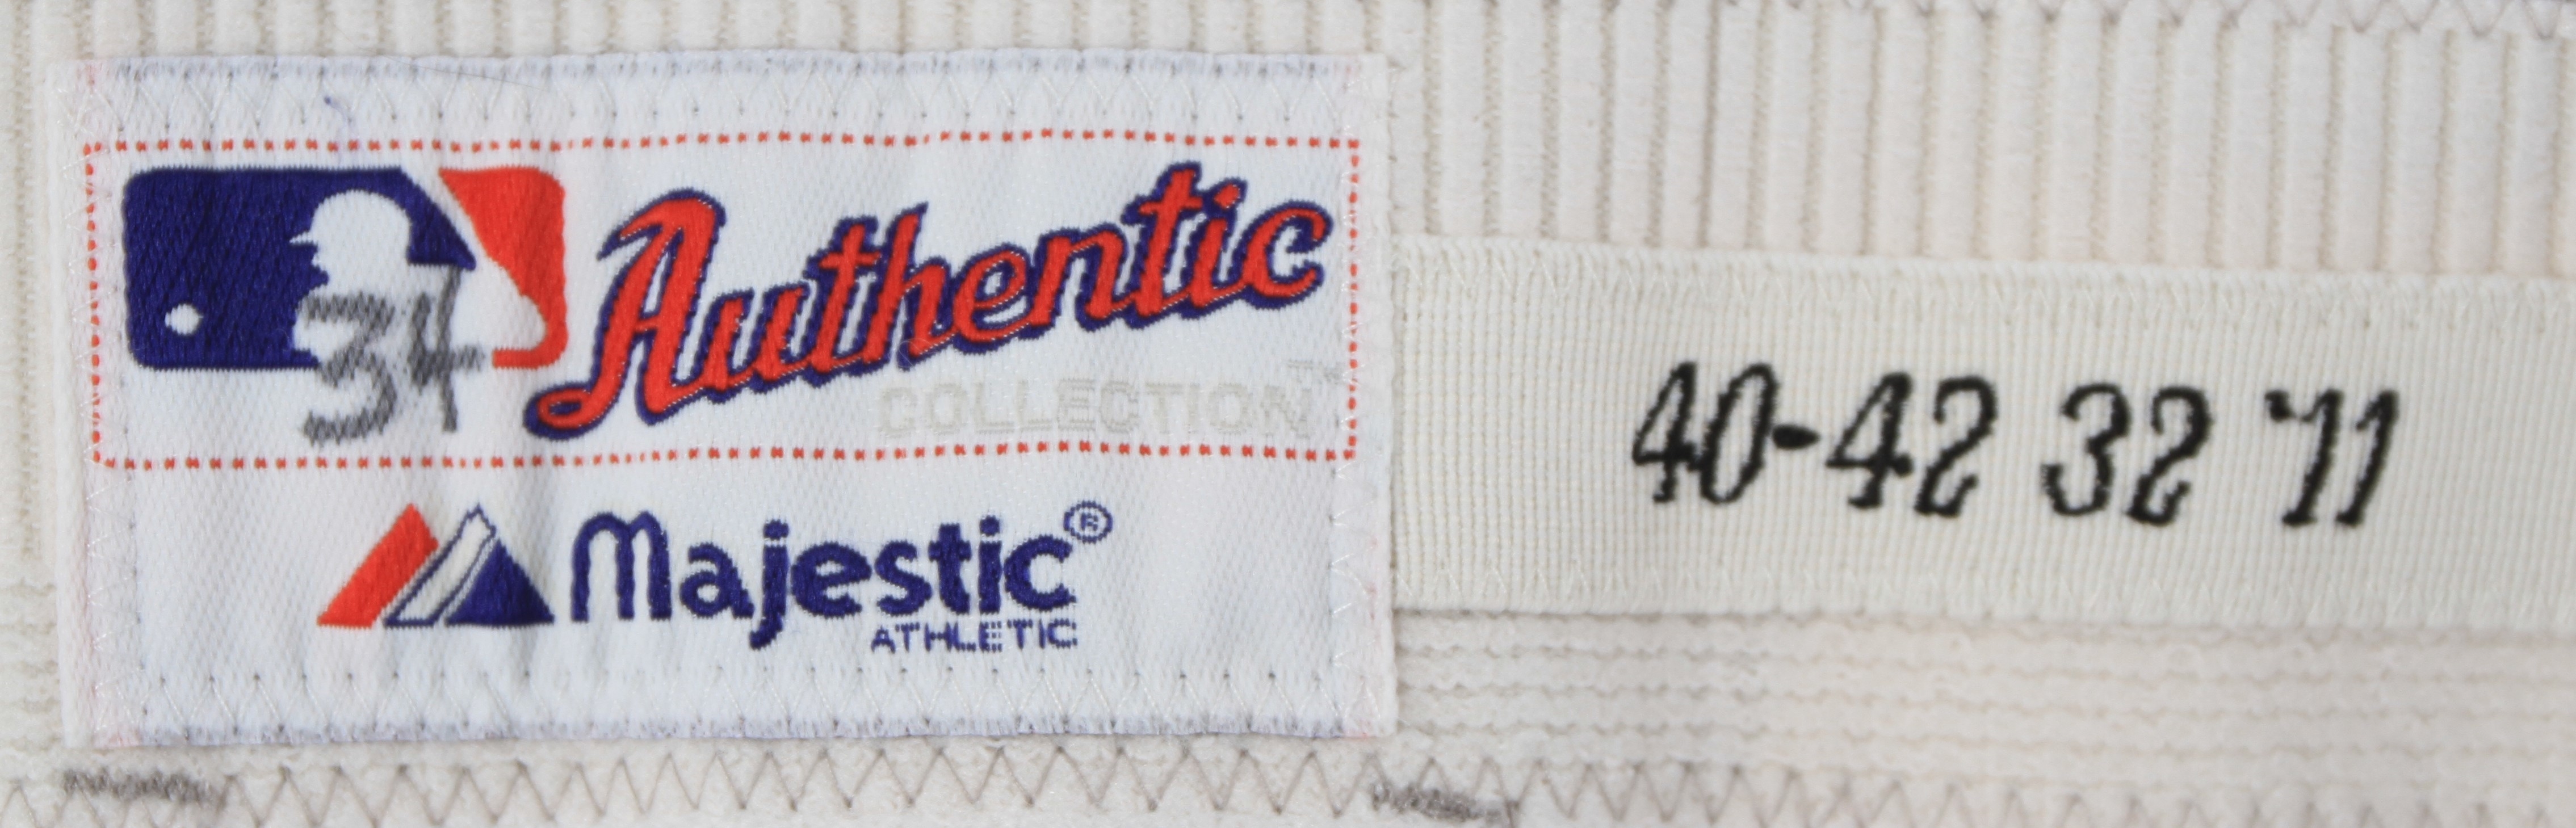 Authentic
COLLECTION™
34
Majestic®
ATHLETIC
40-42 32 '11